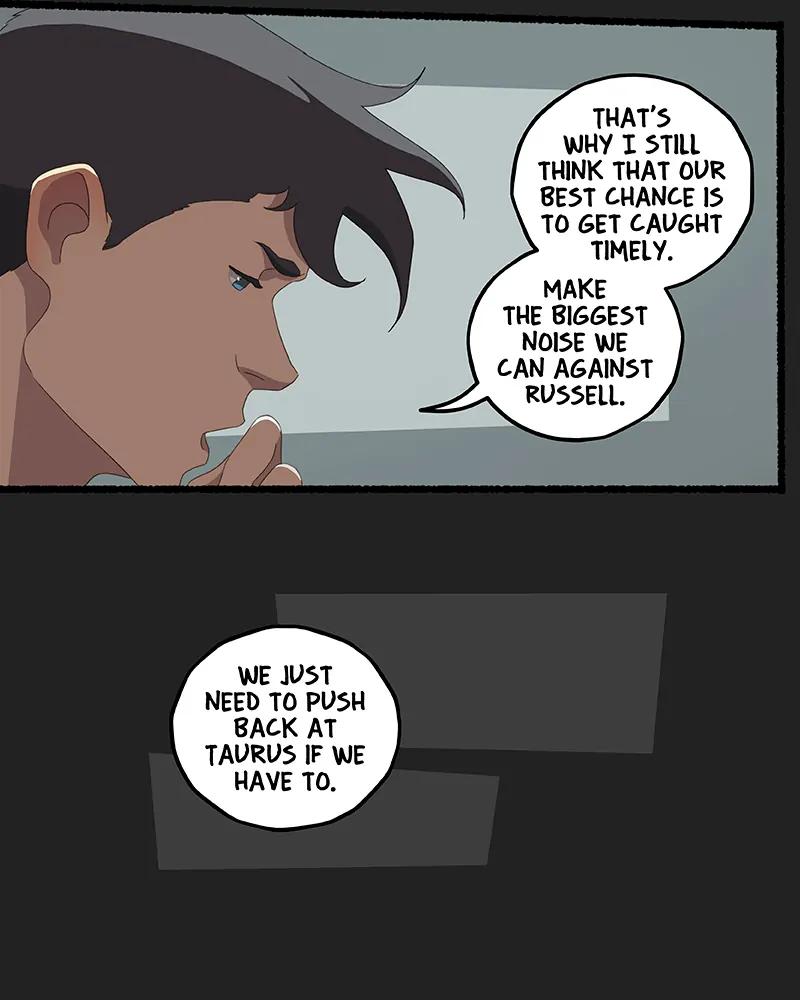 THAT'S
WHY I STILL
THINK THAT OUR
BEST CHANCE IS
TO GET CAUGHT
TIMELY.
MAKE
THE BIGGEST
NOISE WE
CAN AGAINST
RUSSELL.
WE JUST
NEED TO PUSH
BACK AT
TAURUS IF WE
HAVE TO.